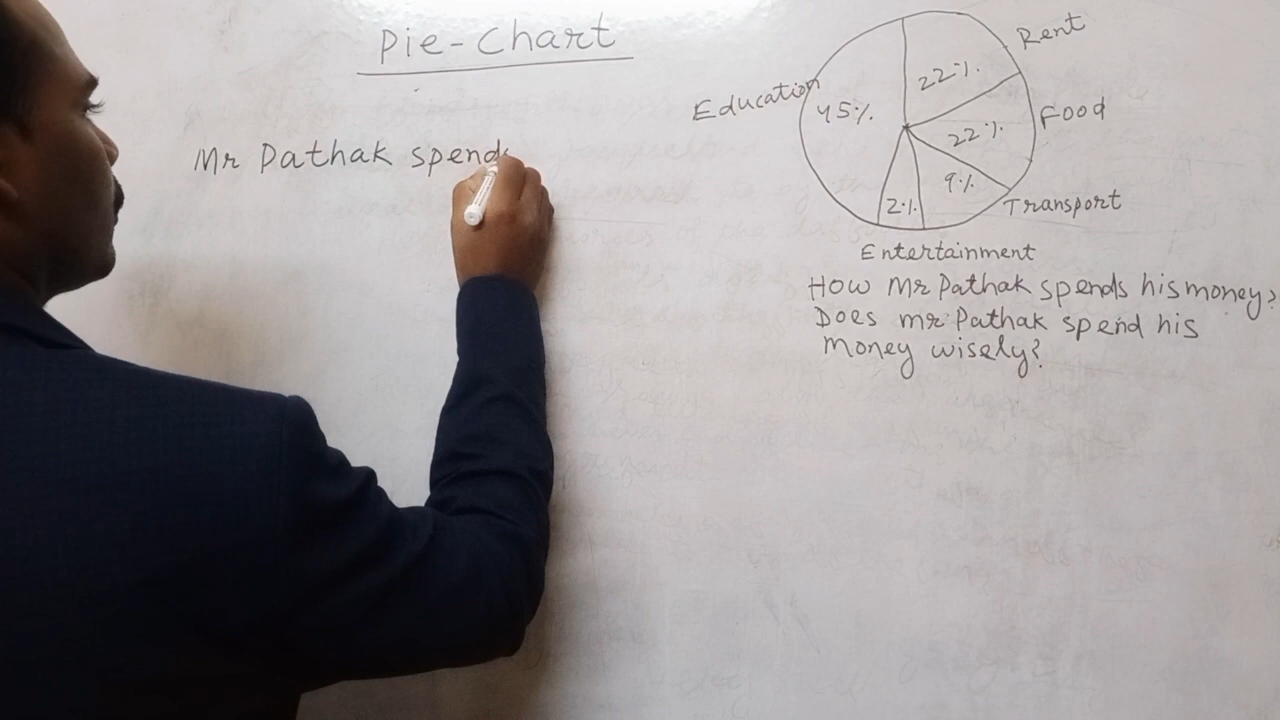 Pie-Chart
Mr Pathak spends
Rent
22%.
Education
45%
Food
22%.
9%
Transport
2%
Entertainment
How Mr Pathak spends his money?
Does mr Pathak spend his
money wisely?